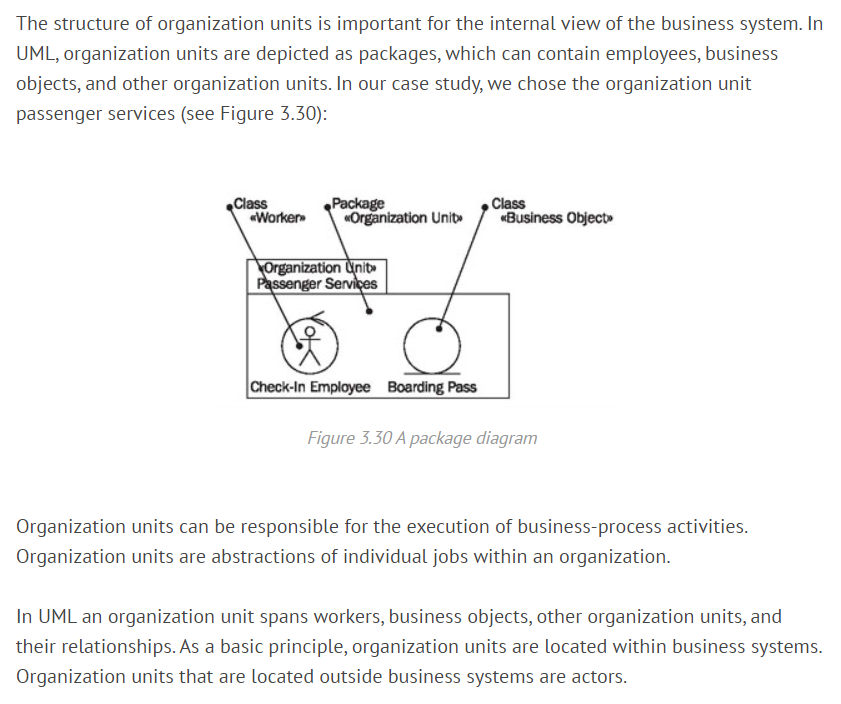 The structure of organization units is important for the internal view of the business system. In
UML, organization units are depicted as packages, which can contain employees, business
objects, and other organization units. In our case study, we chose the organization unit
passenger services (see Figure 3.30):
Class
«Worker»
Package
«Organization Unit»
Class
«Business Object»
«Organization Unit»
Passenger Services
Check-In Employee
Boarding Pass
Figure 3.30 A package diagram
Organization units can be responsible for the execution of business-process activities.
Organization units are abstractions of individual jobs within an organization.
In UML an organization unit spans workers, business objects, other organization units, and
their relationships. As a basic principle, organization units are located within business systems.
Organization units that are located outside business systems are actors.